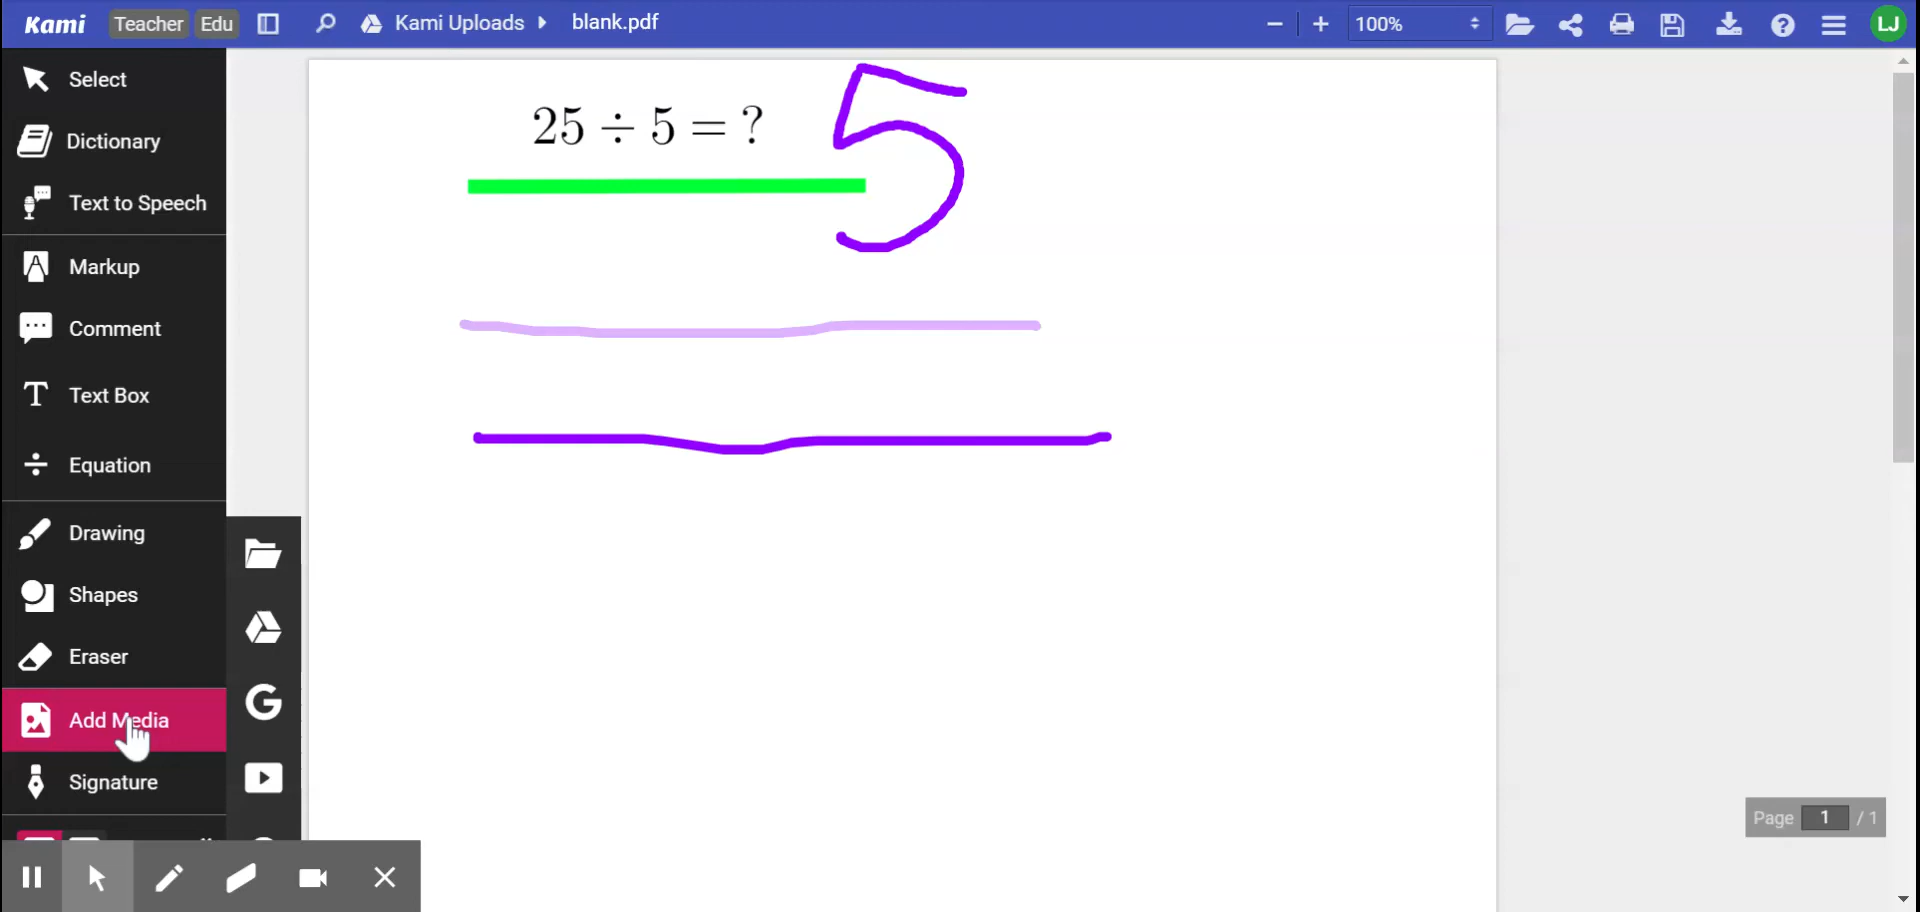 Kami Teacher Edu Kami Uploads blank.pdf 100% LJ
Select
Dictionary
Text to Speech
Markup
Comment
Text Box
Equation
Drawing
Shapes
Eraser
Add Media
Signature
25 ÷ 5 = ? 5
Page 1 / 1